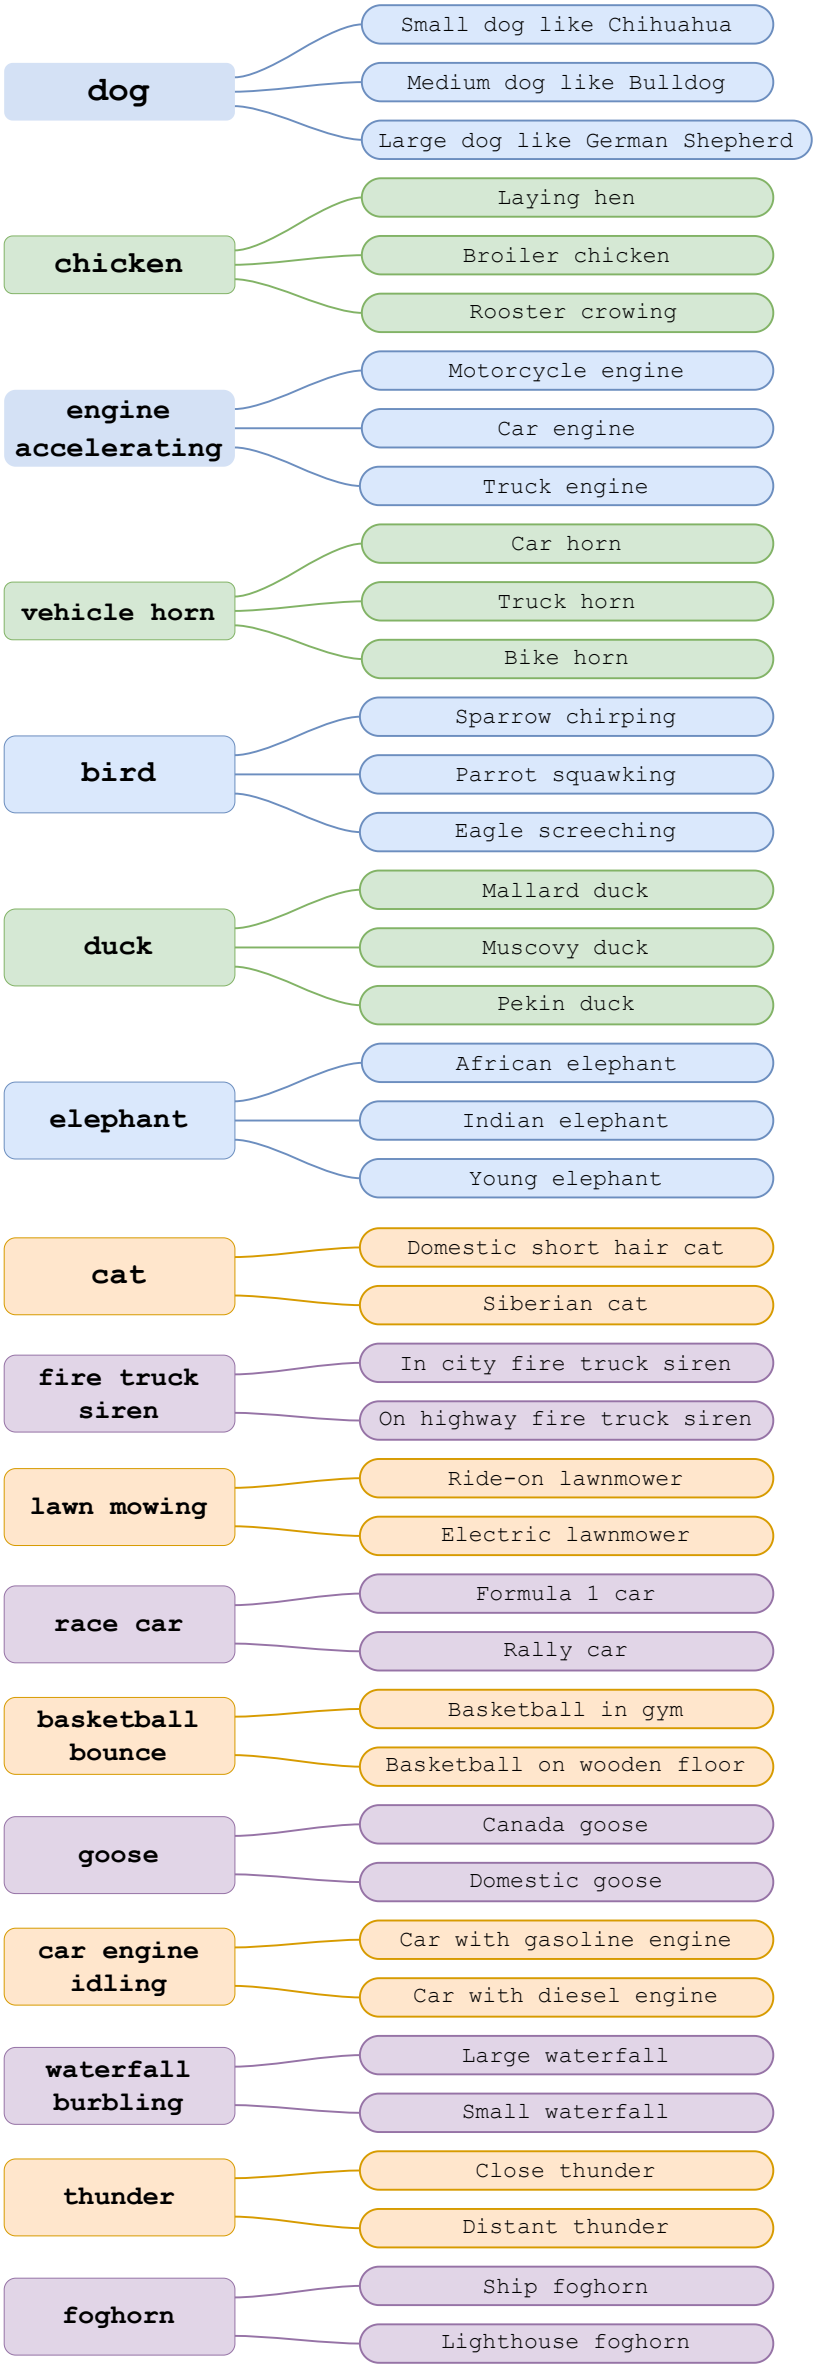 dog
Small dog like Chihuahua
Medium dog like Bulldog
Large dog like German Shepherd
chicken
Laying hen
Broiler chicken
Rooster crowing
engine
accelerating
Motorcycle engine
Car engine
Truck engine
vehicle horn
Car horn
Truck horn
Bike horn
bird
Sparrow chirping
Parrot squawking
Eagle screeching
duck
Mallard duck
Muscovy duck
Pekin duck
elephant
African elephant
Indian elephant
Young elephant
cat
Domestic short hair cat
Siberian cat
fire truck
siren
In city fire truck siren
On highway fire truck siren
lawn mowing
Ride-on lawnmower
Electric lawnmower
race car
Formula 1 car
Rally car
basketball
bounce
Basketball in gym
Basketball on wooden floor
goose
Canada goose
Domestic goose
car engine
idling
Car with gasoline engine
Car with diesel engine
waterfall
burbling
Large waterfall
Small waterfall
thunder
Close thunder
Distant thunder
foghorn
Ship foghorn
Lighthouse foghorn